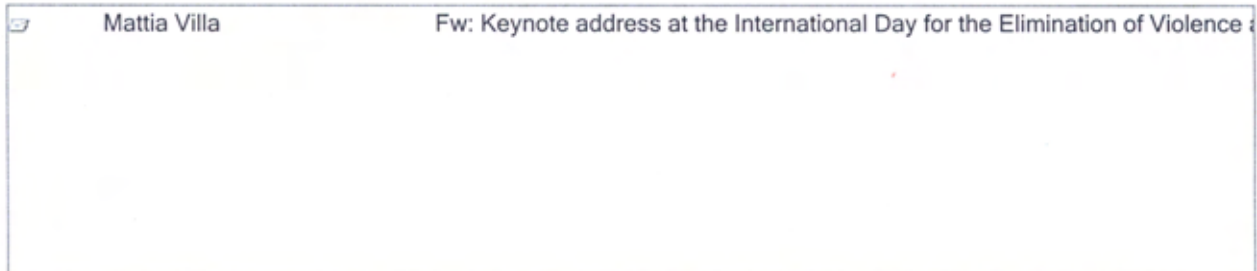 Mattia Villa Fw: Keynote address at the International Day for the Elimination of Violence